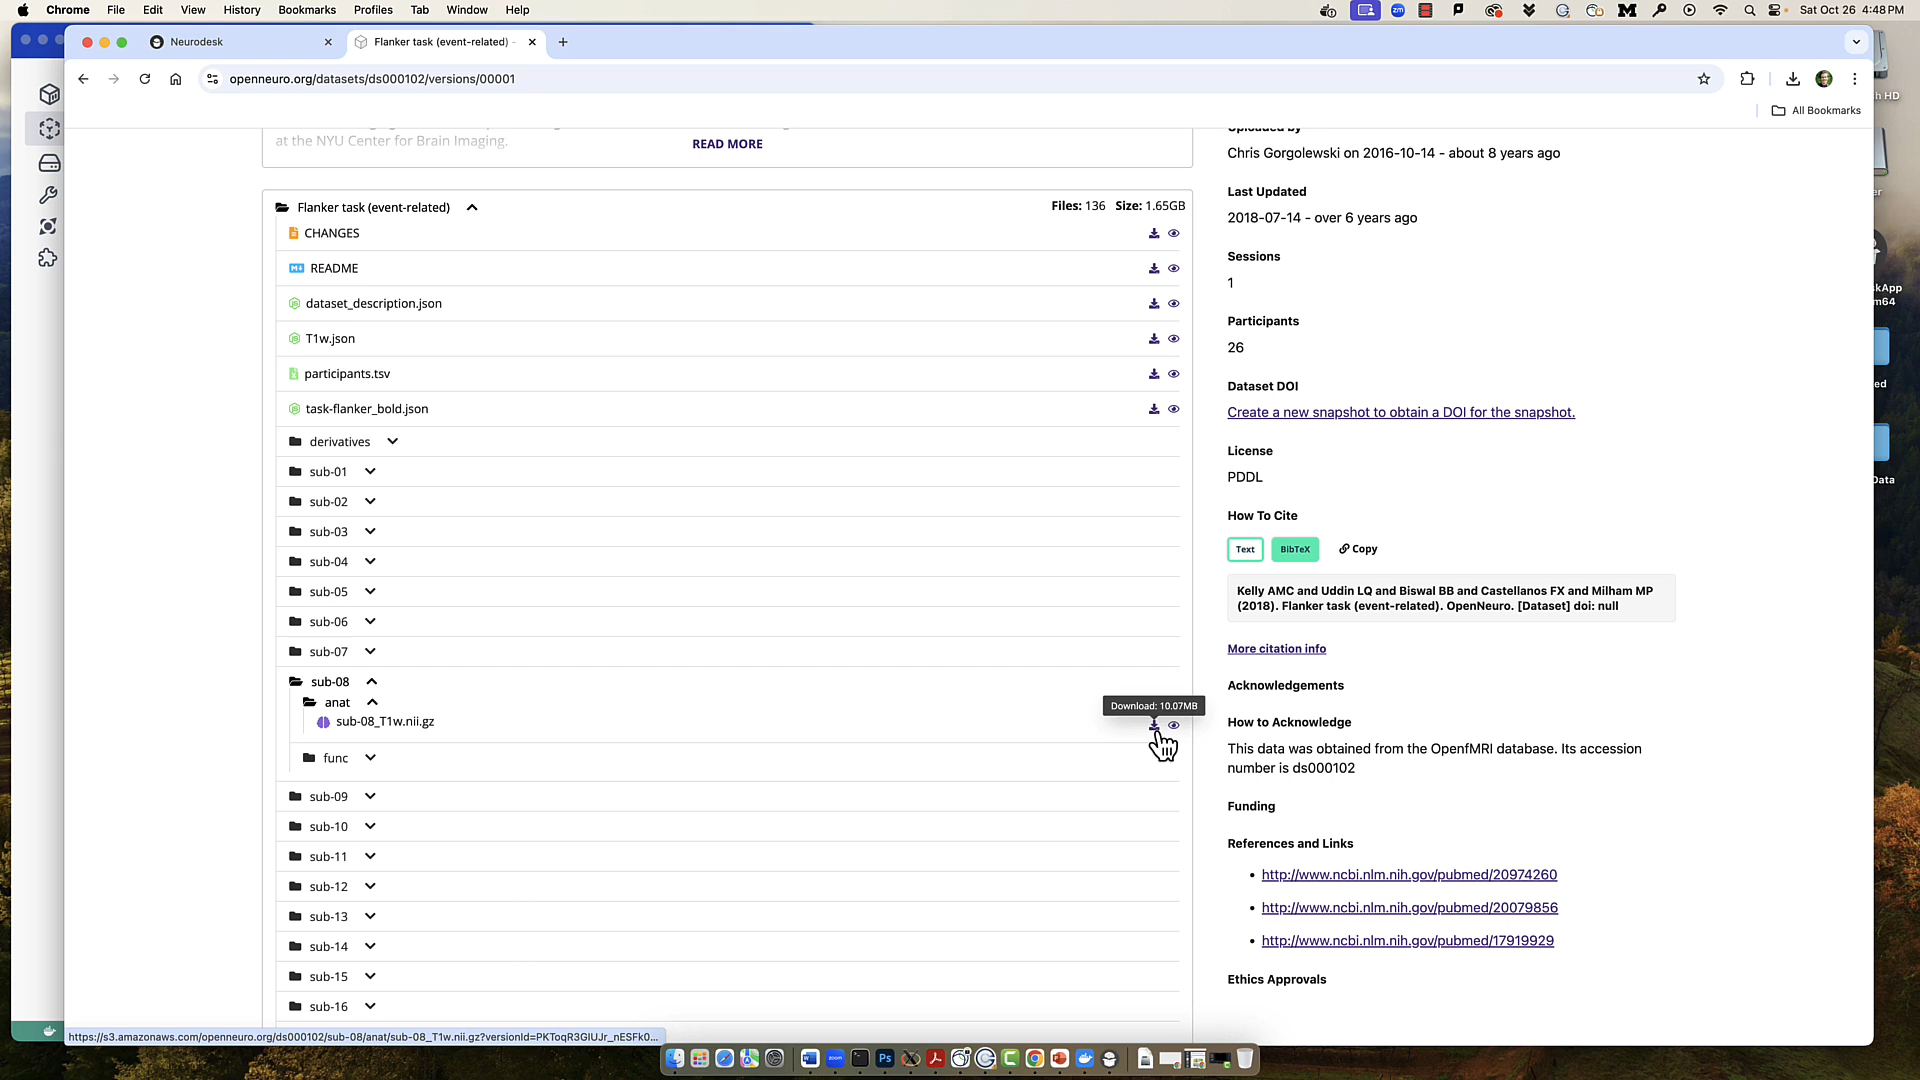 Chrome File Edit View History Bookmarks Profiles Tab Window Help
Sat Oct 26 4:48 PM
Neurodesk
Flanker task (event-related) -
openneuro.org/datasets/ds000102/versions/00001
All Bookmarks
at the NYU Center for Brain Imaging.
READ MORE
Flanker task (event-related)
Files: 136 Size: 1.65GB
CHANGES
README
dataset_description.json
T1w.json
participants.tsv
task-flanker_bold.json
derivatives
sub-01
sub-02
sub-03
sub-04
sub-05
sub-06
sub-07
sub-08
anat
Download: 10.07MB
sub-08_T1w.nii.gz
func
sub-09
sub-10
sub-11
sub-12
sub-13
sub-14
sub-15
sub-16
Uploaded by
Chris Gorgolewski on 2016-10-14 - about 8 years ago
Last Updated
2018-07-14 - over 6 years ago
Sessions
1
Participants
26
Dataset DOI
Create a new snapshot to obtain a DOI for the snapshot.
License
PDDL
How To Cite
Text BibTeX Copy
Kelly AMC and Uddin LQ and Biswal BB and Castellanos FX and Milham MP
(2018). Flanker task (event-related). OpenNeuro. [Dataset] doi: null
More citation info
Acknowledgements
How to Acknowledge
This data was obtained from the OpenfMRI database. Its accession
number is ds000102
Funding
References and Links
http://www.ncbi.nlm.nih.gov/pubmed/20974260
http://www.ncbi.nlm.nih.gov/pubmed/20079856
http://www.ncbi.nlm.nih.gov/pubmed/17919929
Ethics Approvals
h HD
er
skApp
m64
ed
Data
https://s3.amazonaws.com/openneuro.org/ds000102/sub-08/anat/sub-08_T1w.nii.gz?versionId=PKToqR3GlUJr_nESFk0...